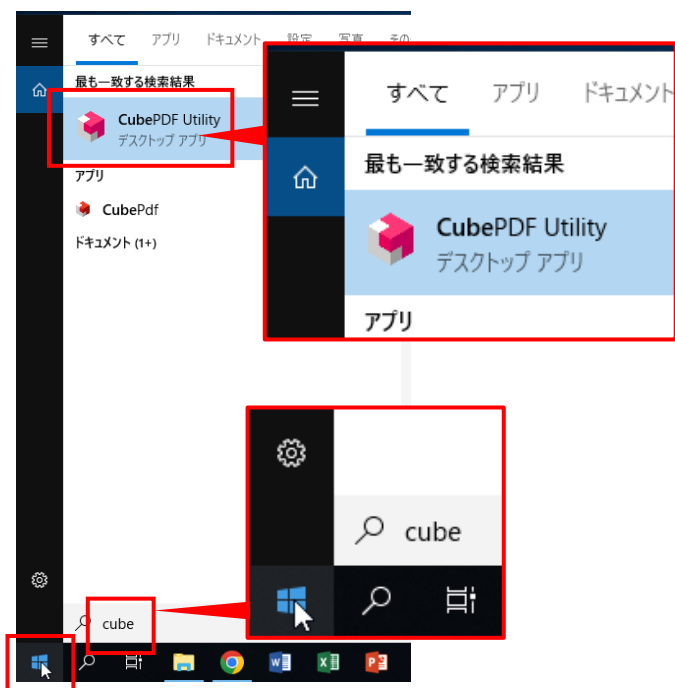 すべて アプリ ドキュメント 設定 写真 その
最も一致する検索結果
CubePDF Utility
デスクトップ アプリ
アプリ
CubePdf
ドキュメント (1+)
すべて アプリ ドキュメント
最も一致する検索結果
CubePDF Utility
デスクトップ アプリ
アプリ
cube
cube